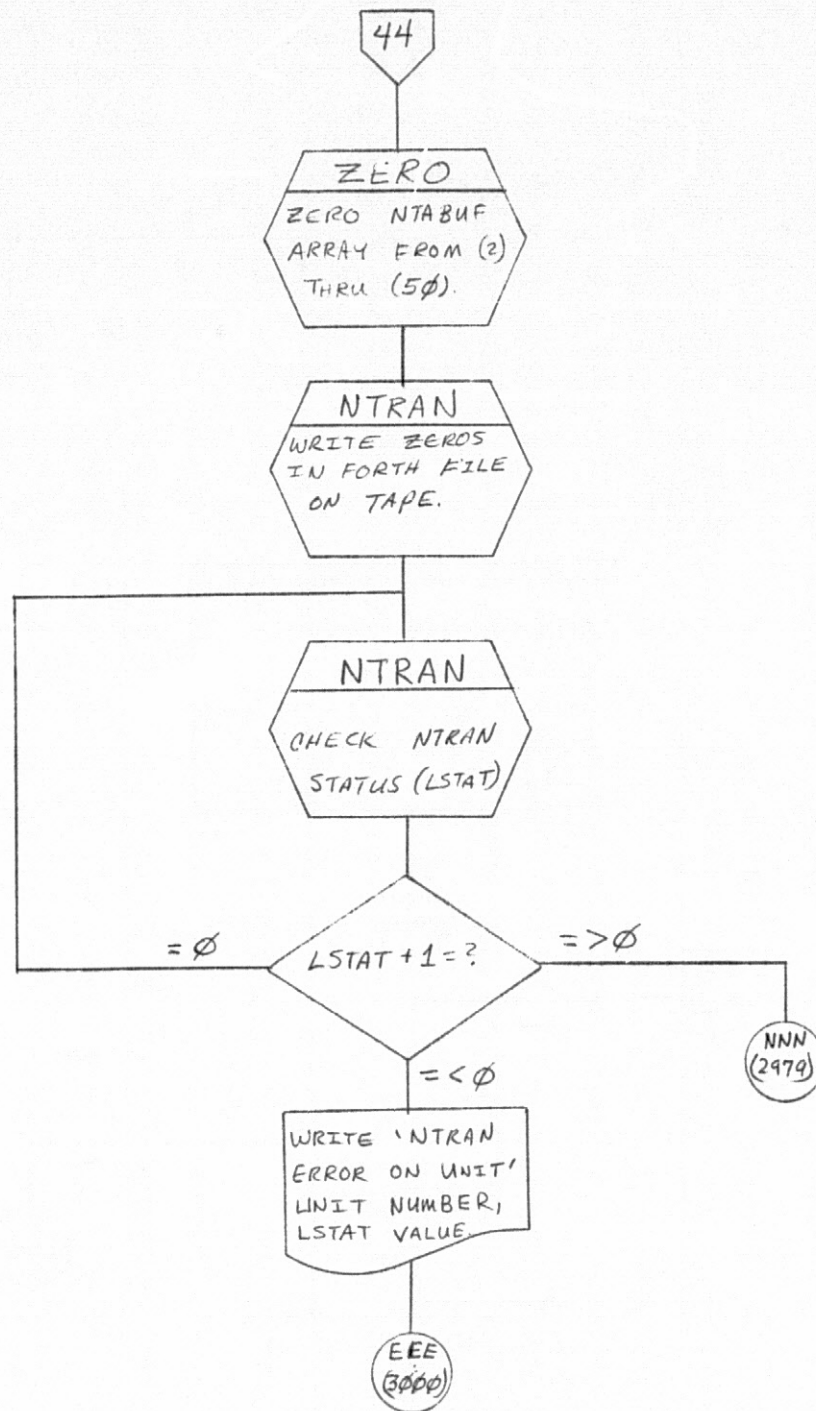 44
ZERO
ZERO NTABUF
ARRAY FROM (2)
THRU (5Ø).
NTRAN
WRITE ZEROS
IN FORTH FILE
ON TAPE.
NTRAN
CHECK NTRAN
STATUS (LSTAT)
= Ø
LSTAT + 1 = ?
= > Ø
NNN
(2979)
= < Ø
WRITE 'NTRAN
ERROR ON UNIT'
UNIT NUMBER,
LSTAT VALUE.
EEE
(3ØØØ)